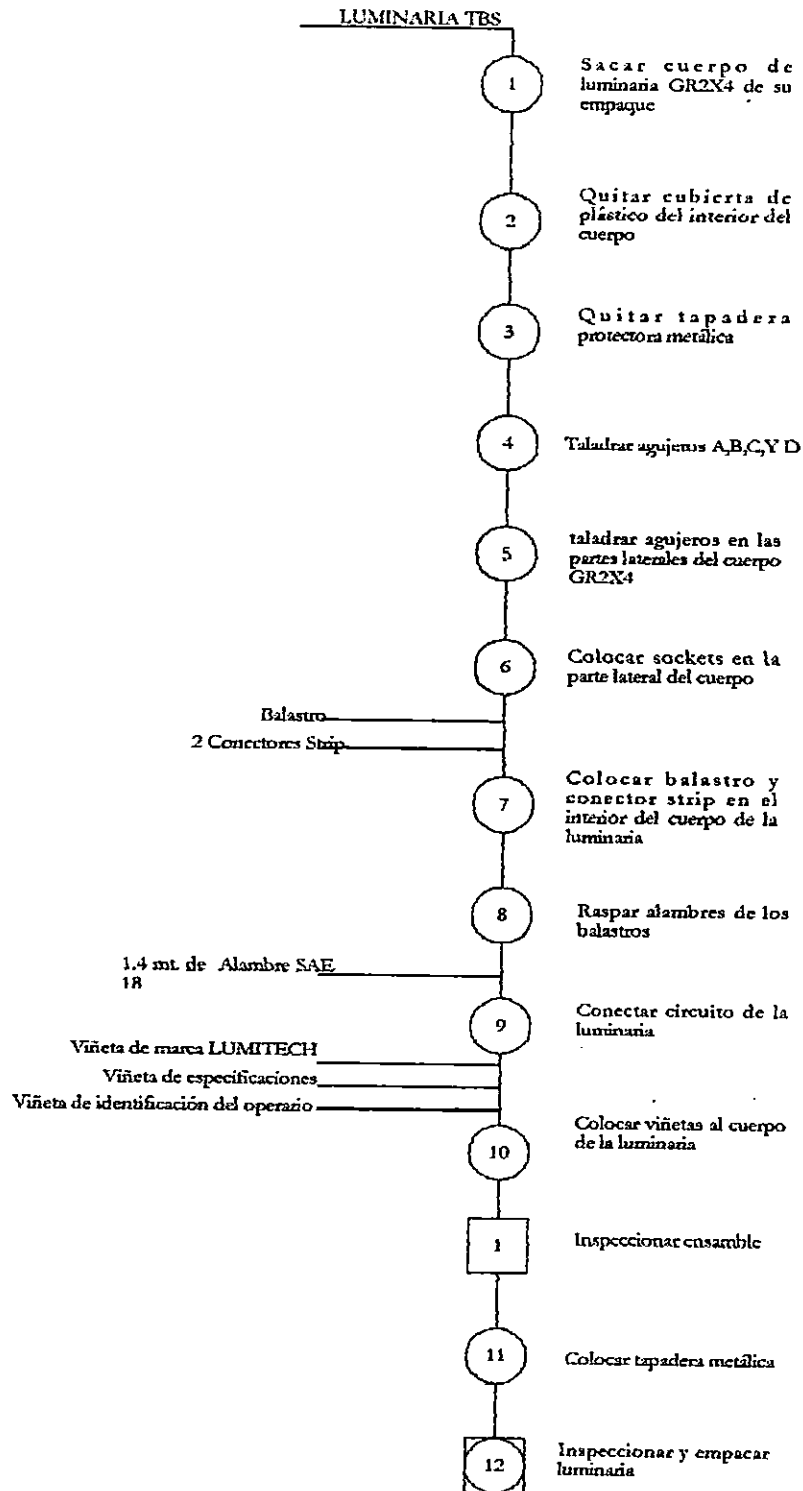 LUMINARIA TBS
1
Sacar cuerpo de
luminaria GR2X4 de su
empaque
2
Quitar cubierta de
plástico del interior del
cuerpo
3
Quitar tapadera
protectora metálica
4
Taladrar agujeros A,B,C,Y D
5
taladrar agujeros en las
partes laterales del cuerpo
GR2X4
6
Colocar sockets en la
parte lateral del cuerpo
Balastro
2 Conectores Strip
7
Colocar balastro y
conector strip en el
interior del cuerpo de la
luminaria
8
Raspar alambres de los
balastros
1.4 mt. de Alambre SAE
18
9
Conectar circuito de la
luminaria
Viñeta de marca LUMITECH
Viñeta de especificaciones
Viñeta de identificación del operario
10
Colocar viñetas al cuerpo
de la luminaria
1
Inspeccionar ensamble
11
Colocar tapadera metálica
12
Inspeccionar y empacar
luminaria